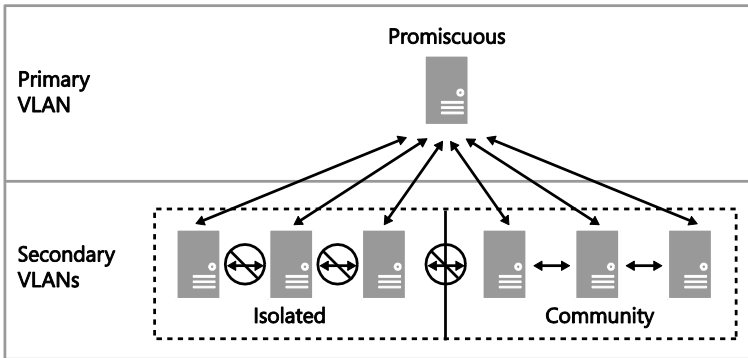 Promiscuous
Primary
VLAN
Secondary
VLANs
Isolated
Community